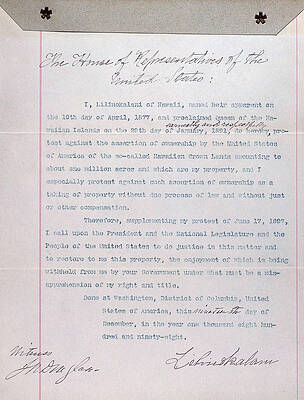 The House of Representatives of the
United States:
I, Liliuokalani of Hawaii, named heir apparent on
the 10th day of April, 1877, and proclaimed Queen of the Ha-
earnestly and respectfully
waiian Islands on the 29th day of January, 1891, do hereby pro-
test against the assertion of ownership by the United States
of America of the so-called Hawaiian Crown Lands amounting to
about one million acres and which are my property, and I
especially protest against such assertion of ownership as a
taking of property without due process of law and without just
or other compensation.
Therefore, supplementing my protest of June 17, 1897,
I call upon the President and the National Legislature and the
People of the United States to do justice in this matter and
to restore to me this property, the enjoyment of which is being
withheld from me by your Government under what must be a mis-
apprehension of my right and title.
Done at Washington, District of Columbia, United
States of America, this day of
December, in the year one thousand eight hun-
dred and ninety-eight.
Witness
Liliuokalani